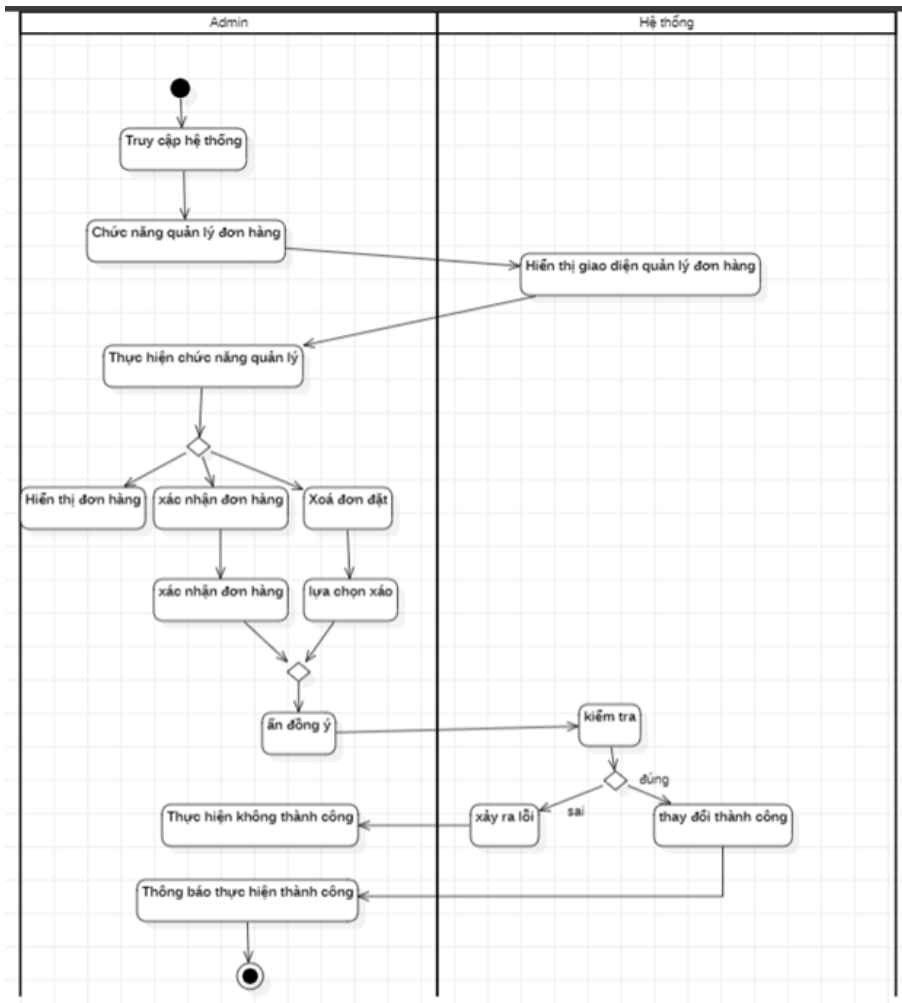 Admin
Hệ thống
Truy cập hệ thống
Chức năng quản lý đơn hàng
Hiển thị giao diện quản lý đơn hàng
Thực hiện chức năng quản lý
Hiển thị đơn hàng
xác nhận đơn hàng
Xoá đơn đặt
xác nhận đơn hàng
lựa chọn xáo
ấn đồng ý
kiểm tra
đúng
sai
Thực hiện không thành công
xảy ra lỗi
thay đổi thành công
Thông báo thực hiện thành công